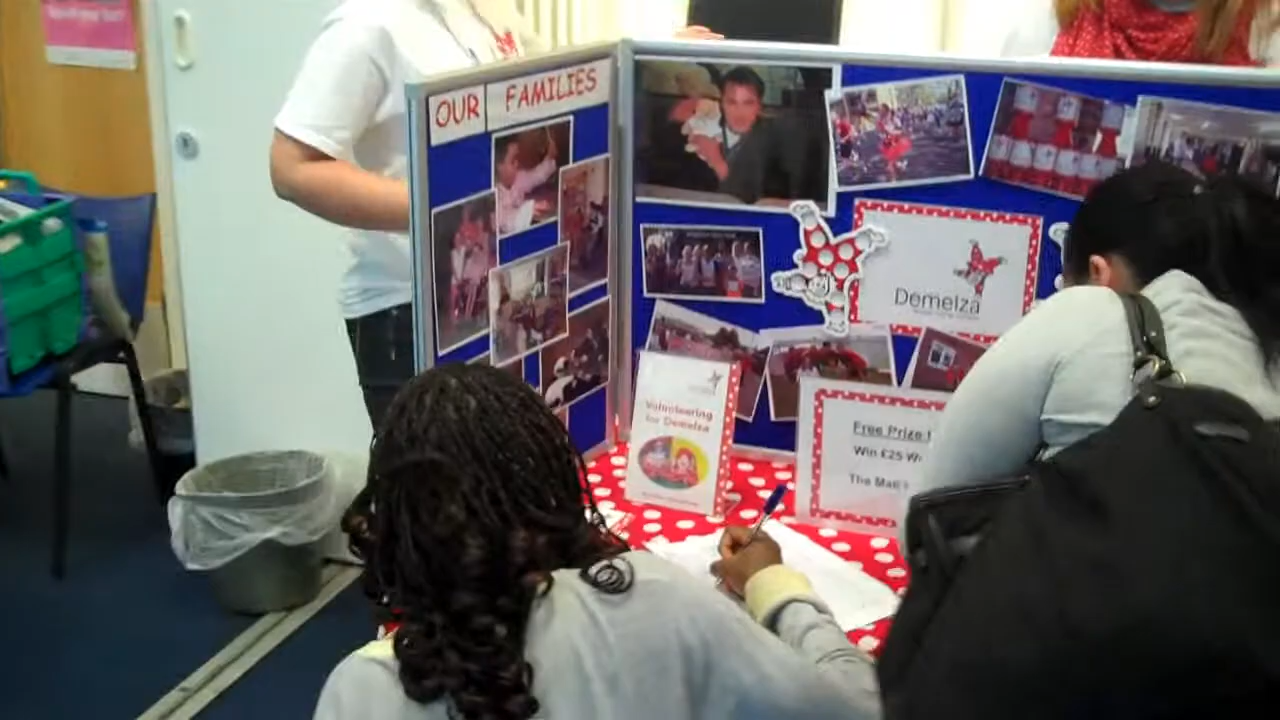 OUR FAMILIES
Demelza
Volunteering
for Demelza
Free Prize
Win £25
The